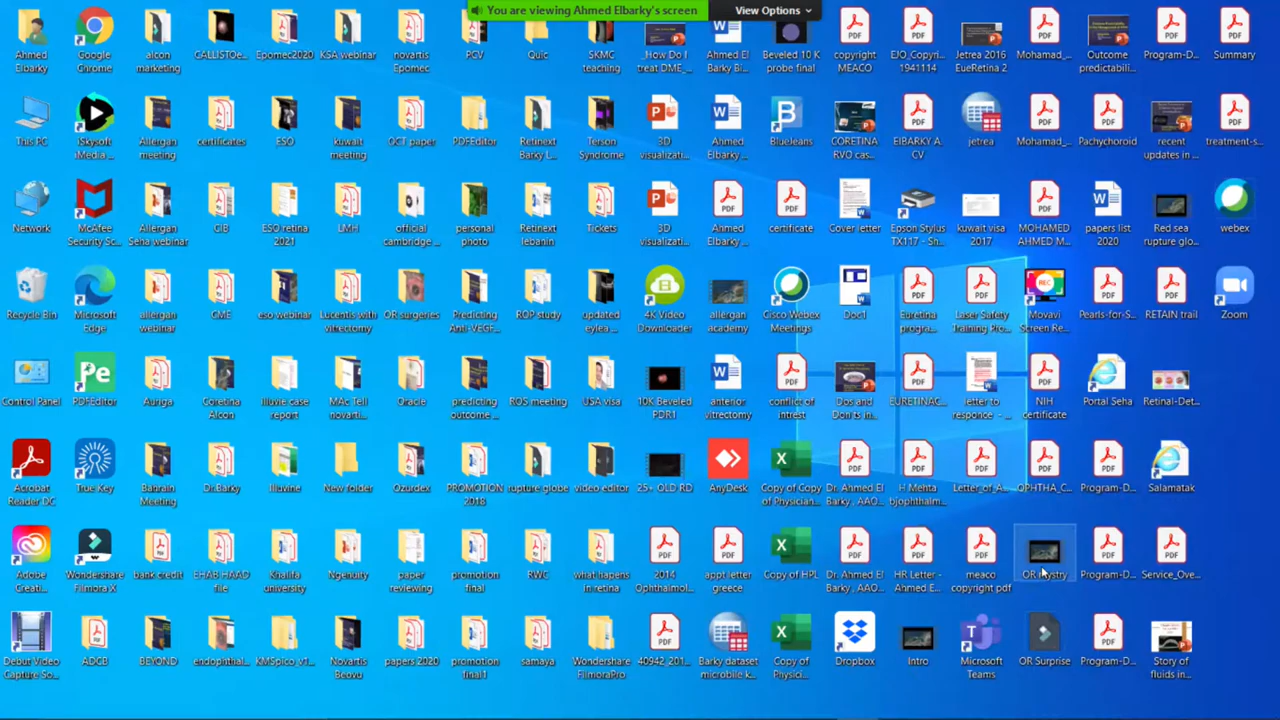 You are viewing Ahmed Elbarky's screen
View Options
Ahmed Elbarky
Google Chrome
alcon marketing
CALLISTOe...
Epomec2020
KSA webinar
novartis Epomec
PGY
Quic
SKMC teaching
_How Do I treat DME_...
Ahmed El Barky Bl...
Beveled 10 K probe final
copyright MEACO
EJO_Copyri... 1941114
Jetrea 2016 EueRetina 2
Mohamad_...
Outcome predictabili...
Program-D...
Summary
This PC
iSkysoft iMedia ...
Allergan meeting
certificates
ESO
kuwait meeting
OCT paper
PDFEditor
Retinext Barky L...
Terson Syndrome
3D visualizati...
Ahmed Elbarky ...
BlueJeans
CORETINA RVO cas...
ElBARKY A. CV
jetrea
Mohamad_...
Pachychoroid
recent updates in ...
treatment-s...
Network
McAfee Security Sc...
Allergan Seha webinar
CIB
ESO retina 2021
LMH
official cambridge ...
personal photo
Retinext lebanin
Tickets
3D visualizati...
Ahmed Elbarky ...
certificate
Cover letter
Epson Stylus TX117 - Sh...
kuwait visa 2017
MOHAMED AHMED M...
papers list 2020
Red sea rupture glo...
webex
Recycle Bin
Microsoft Edge
allergan webinar
CME
eso webinar
Lucentis with vitrectomy
OR surgeries
Predicting Anti-VEGF...
ROP study
updated eylea ...
4K Video Downloader
allergan academy
Cisco Webex Meetings
Doc1
Euretina progra...
Laser Safety Training Pro...
Movavi Screen Re...
Pearls-for-S...
RETAIN trail
Zoom
Control Panel
PDFEditor
Auriga
Coretina Alcon
Illuvie case report
MAc Tell novarti...
Oracle
predicting outcome ...
ROS meeting
USA visa
10K Beveled PDR1
anterior vitrectomy
conflict of intrest
Dos and Don'ts in...
EURETINAC...
letter to responce - ...
NIH certificate
Portal Seha
Retinal-Det...
Acrobat Reader DC
True Key
Bahrain Meeting
Dr.Barky
Illuvine
New folder
Ozurdex
PROMOTION 2018
rupture globe
video editor
25+ OLD RD
AnyDesk
Copy of Copy of Physician...
Dr. Ahmed El Barky , AAO...
H Mehta bjophthalm...
Letter_of_A...
OPHTHA_C...
Program-D...
Salamatak
Adobe Creati...
Wondershare Filmora X
bank credit
EHAB HAAD file
Khalifa university
Ngenuity
paper reviewing
promotion final
RWC
what happens in retina
2014 Ophthalmol...
appt letter greece
Copy of HPL
Dr. Ahmed El Barky , AAO...
HR Letter - Ahmed E...
meaco copyright pdf
Program-D...
Service_Ove...
Debut Video Capture So...
ADCB
BEYOND
endophthal...
KMSpico_v1...
Novartis Beovu
papers 2020
promotion final1
samaya
Wondershare FilmoraPro
40942_201...
Barky dataset microbile k...
Copy of Physici...
Dropbox
Intro
Microsoft Teams
OR Surprise
Program-D...
Story of fluids in...